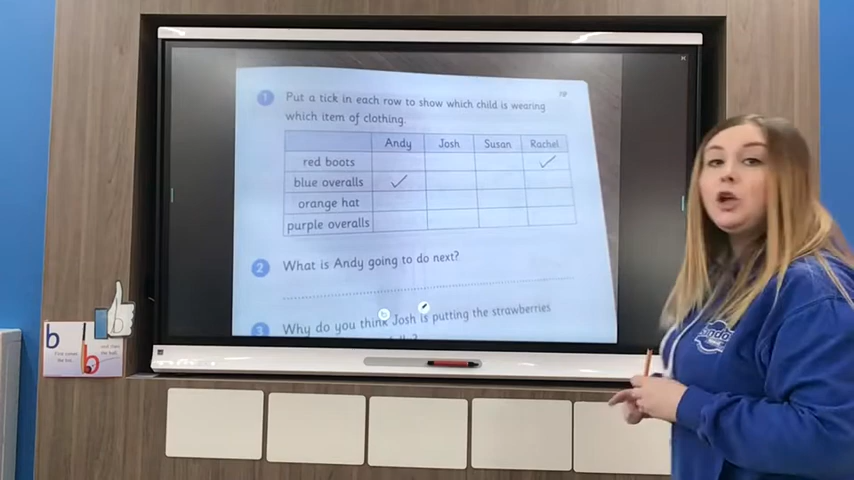 1 Put a tick in each row to show which child is wearing
which item of clothing.
Andy Josh Susan Rachel
red boots ✓
blue overalls ✓
orange hat
purple overalls
2 What is Andy going to do next?
3 Why do you think Josh is putting the strawberries
b
b